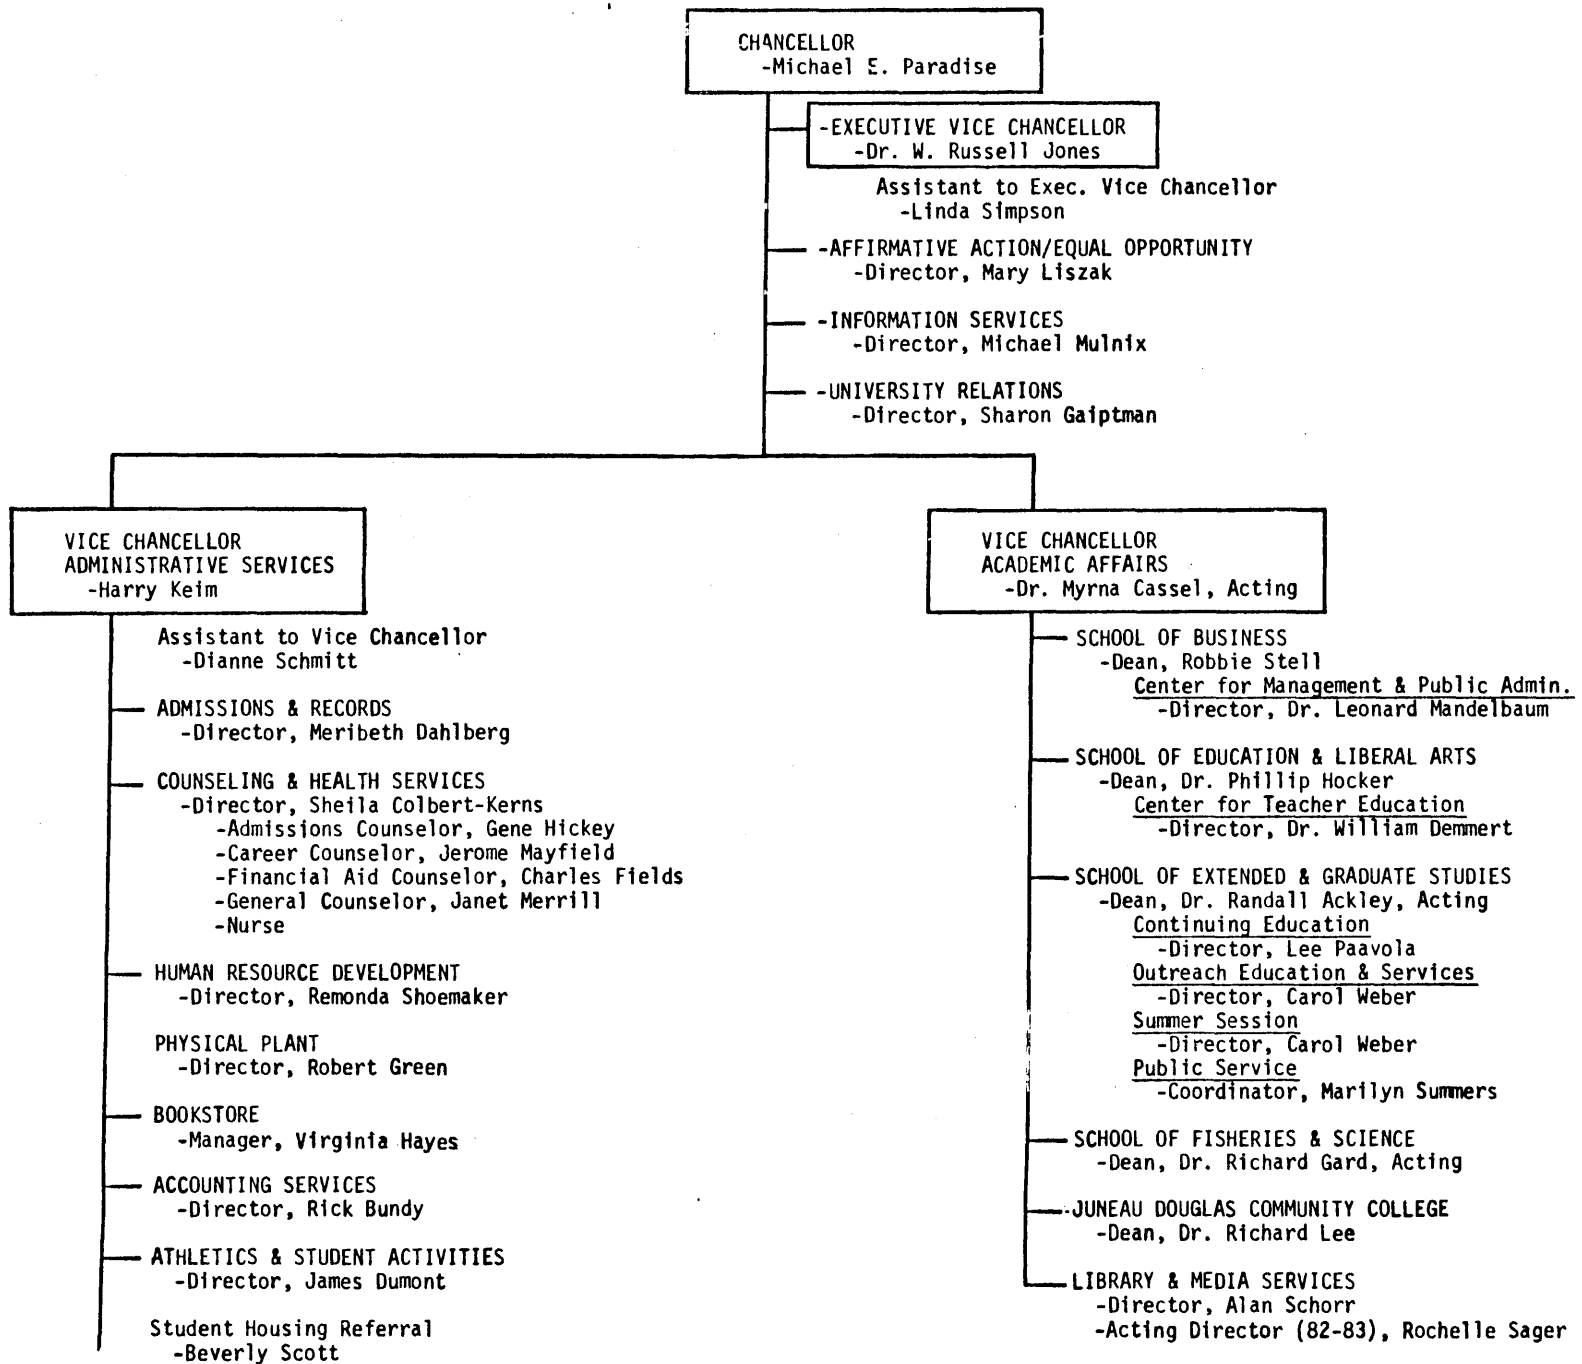 CHANCELLOR
-Michael E. Paradise
-EXECUTIVE VICE CHANCELLOR
-Dr. W. Russell Jones
Assistant to Exec. Vice Chancellor
-Linda Simpson
-AFFIRMATIVE ACTION/EQUAL OPPORTUNITY
-Director, Mary Liszak
-INFORMATION SERVICES
-Director, Michael Mulnix
-UNIVERSITY RELATIONS
-Director, Sharon Gaiptman
VICE CHANCELLOR
ADMINISTRATIVE SERVICES
-Harry Keim
Assistant to Vice Chancellor
-Dianne Schmitt
ADMISSIONS & RECORDS
-Director, Meribeth Dahlberg
COUNSELING & HEALTH SERVICES
-Director, Sheila Colbert-Kerns
-Admissions Counselor, Gene Hickey
-Career Counselor, Jerome Mayfield
-Financial Aid Counselor, Charles Fields
-General Counselor, Janet Merrill
-Nurse
HUMAN RESOURCE DEVELOPMENT
-Director, Remonda Shoemaker
PHYSICAL PLANT
-Director, Robert Green
BOOKSTORE
-Manager, Virginia Hayes
ACCOUNTING SERVICES
-Director, Rick Bundy
ATHLETICS & STUDENT ACTIVITIES
-Director, James Dumont
Student Housing Referral
-Beverly Scott
VICE CHANCELLOR
ACADEMIC AFFAIRS
-Dr. Myrna Cassel, Acting
SCHOOL OF BUSINESS
-Dean, Robbie Stell
Center for Management & Public Admin.
-Director, Dr. Leonard Mandelbaum
SCHOOL OF EDUCATION & LIBERAL ARTS
-Dean, Dr. Phillip Hocker
Center for Teacher Education
-Director, Dr. William Demmert
SCHOOL OF EXTENDED & GRADUATE STUDIES
-Dean, Dr. Randall Ackley, Acting
Continuing Education
-Director, Lee Paavola
Outreach Education & Services
-Director, Carol Weber
Summer Session
-Director, Carol Weber
Public Service
-Coordinator, Marilyn Summers
SCHOOL OF FISHERIES & SCIENCE
-Dean, Dr. Richard Gard, Acting
-JUNEAU DOUGLAS COMMUNITY COLLEGE
-Dean, Dr. Richard Lee
LIBRARY & MEDIA SERVICES
-Director, Alan Schorr
-Acting Director (82-83), Rochelle Sager